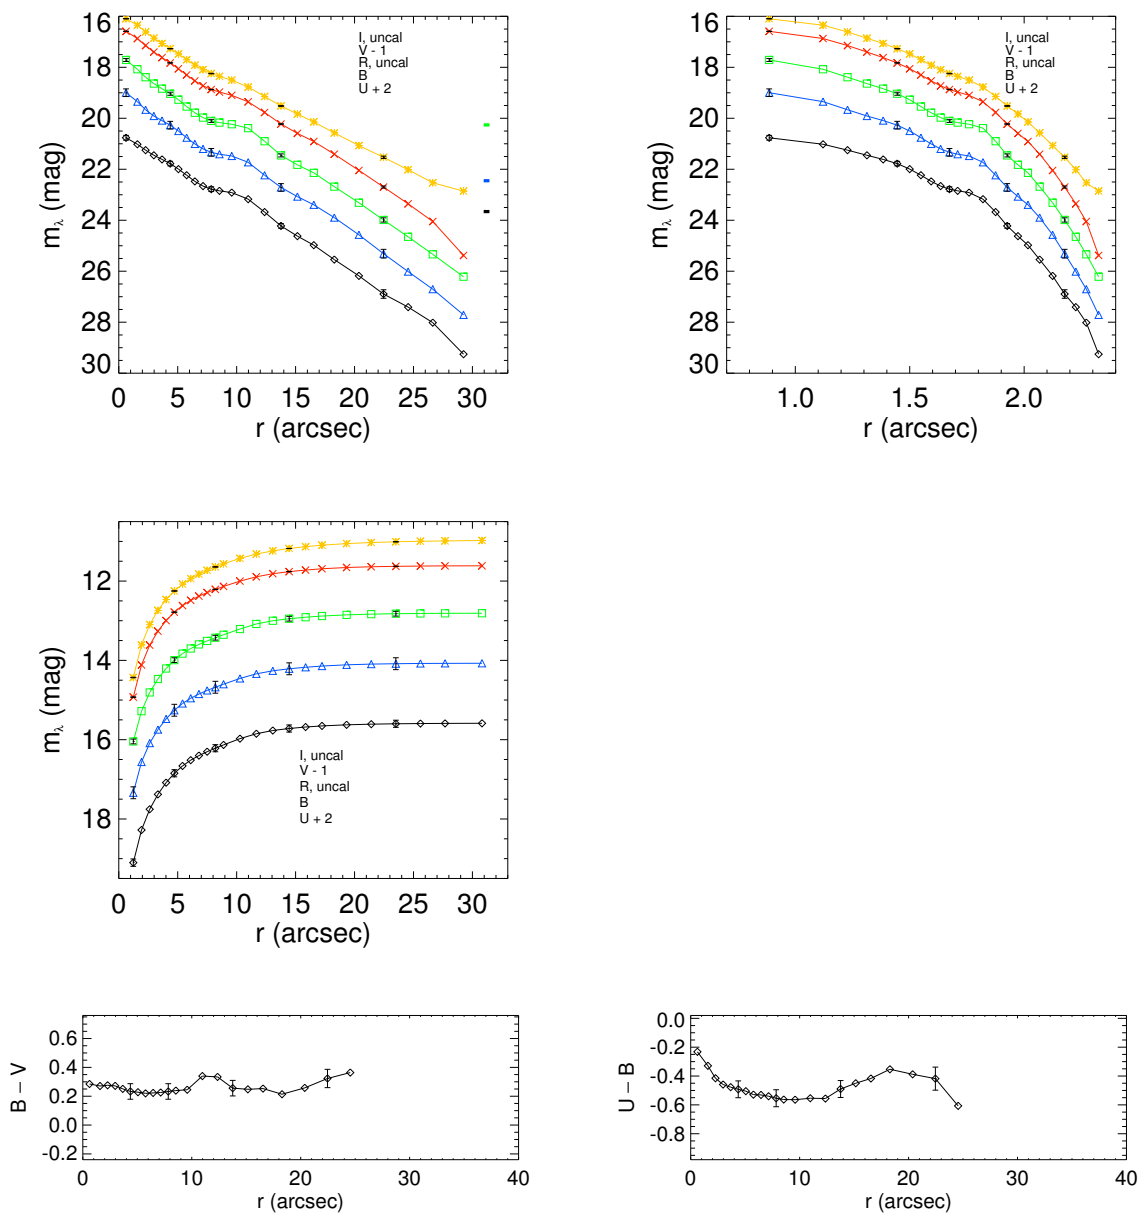 16
18
20
22
24
26
28
30
m_λ (mag)
I, uncal
V - 1
R, uncal
B
U + 2
0 5 10 15 20 25 30
r (arcsec)
16
18
20
22
24
26
28
30
m_λ (mag)
I, uncal
V - 1
R, uncal
B
U + 2
1.0 1.5 2.0
r (arcsec)
12
14
16
18
m_λ (mag)
I, uncal
V - 1
R, uncal
B
U + 2
0 5 10 15 20 25 30
r (arcsec)
0.6
0.4
0.2
0.0
-0.2
B − V
0 10 20 30 40
r (arcsec)
0.0
-0.2
-0.4
-0.6
-0.8
U − B
0 10 20 30 40
r (arcsec)